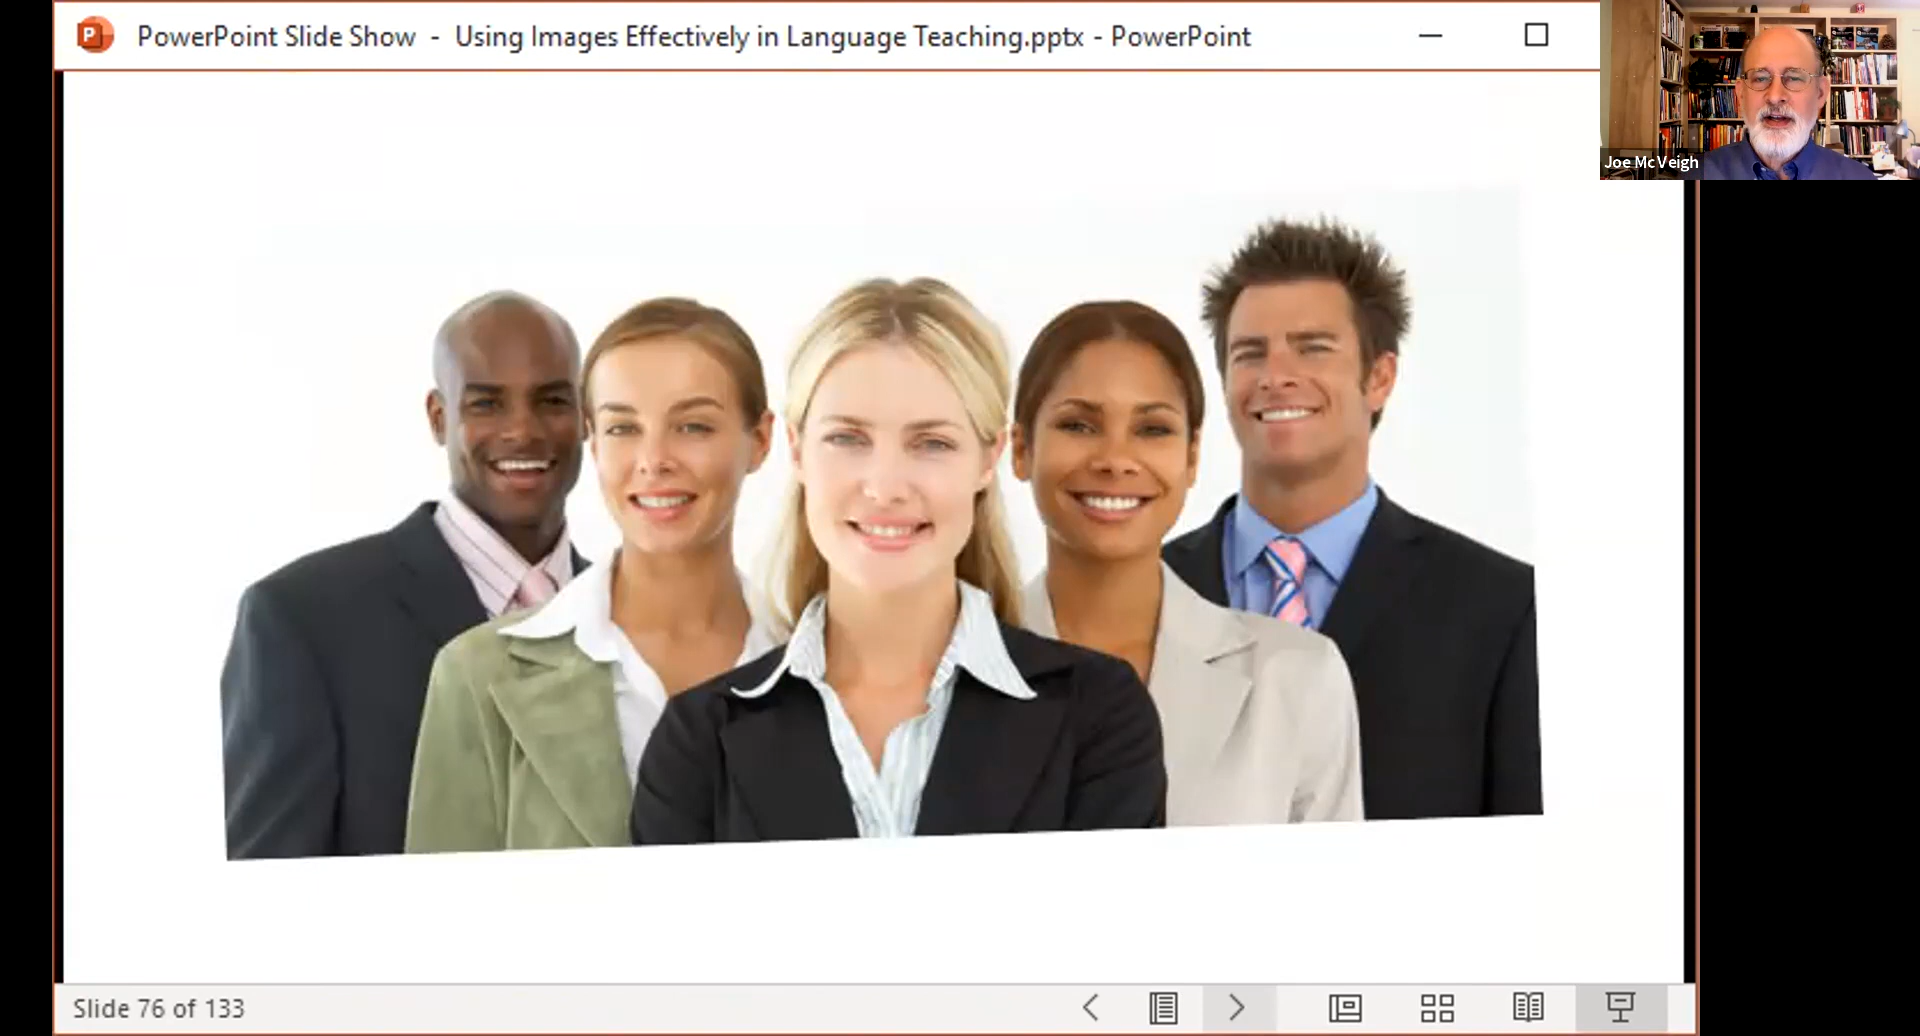 PowerPoint Slide Show - Using Images Effectively in Language Teaching.pptx - PowerPoint
Joe McVeigh
Slide 76 of 133